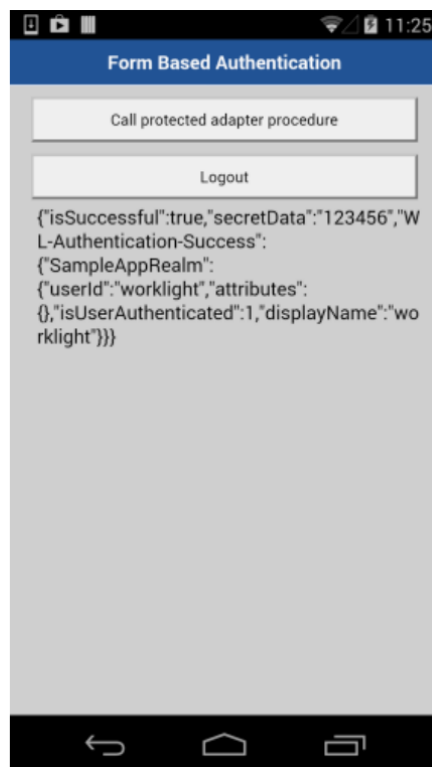 11:25
Form Based Authentication
Call protected adapter procedure
Logout
{"isSuccessful":true,"secretData":"123456","W
L-Authentication-Success":
{"SampleAppRealm":
{"userId":"worklight","attributes":
{},"isUserAuthenticated":1,"displayName":"wo
rklight"}}}